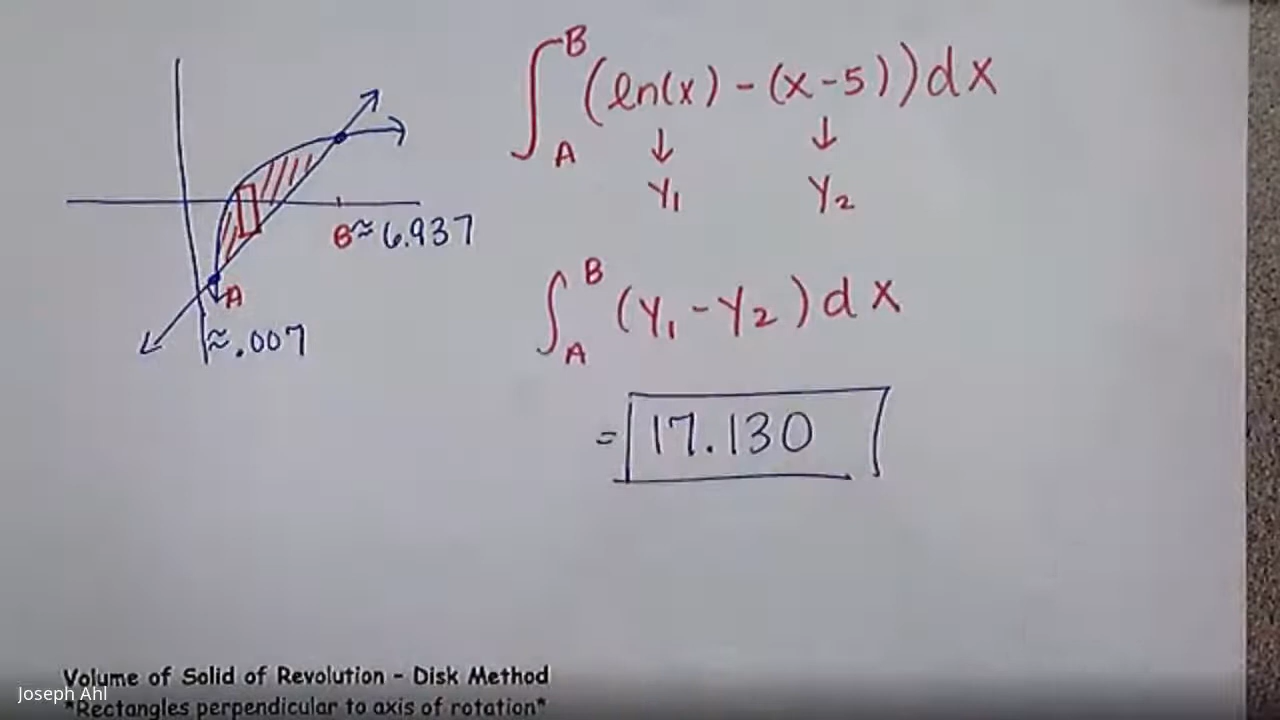 ∫_A^B (ln(x) - (x-5)) dx
↓ ↓
Y₁ Y₂
B≈6.937
A
≈.007
∫_A^B (Y₁-Y₂) dx
= 17.130
Volume of Solid of Revolution - Disk Method
Joseph Ahl
*Rectangles perpendicular to axis of rotation*